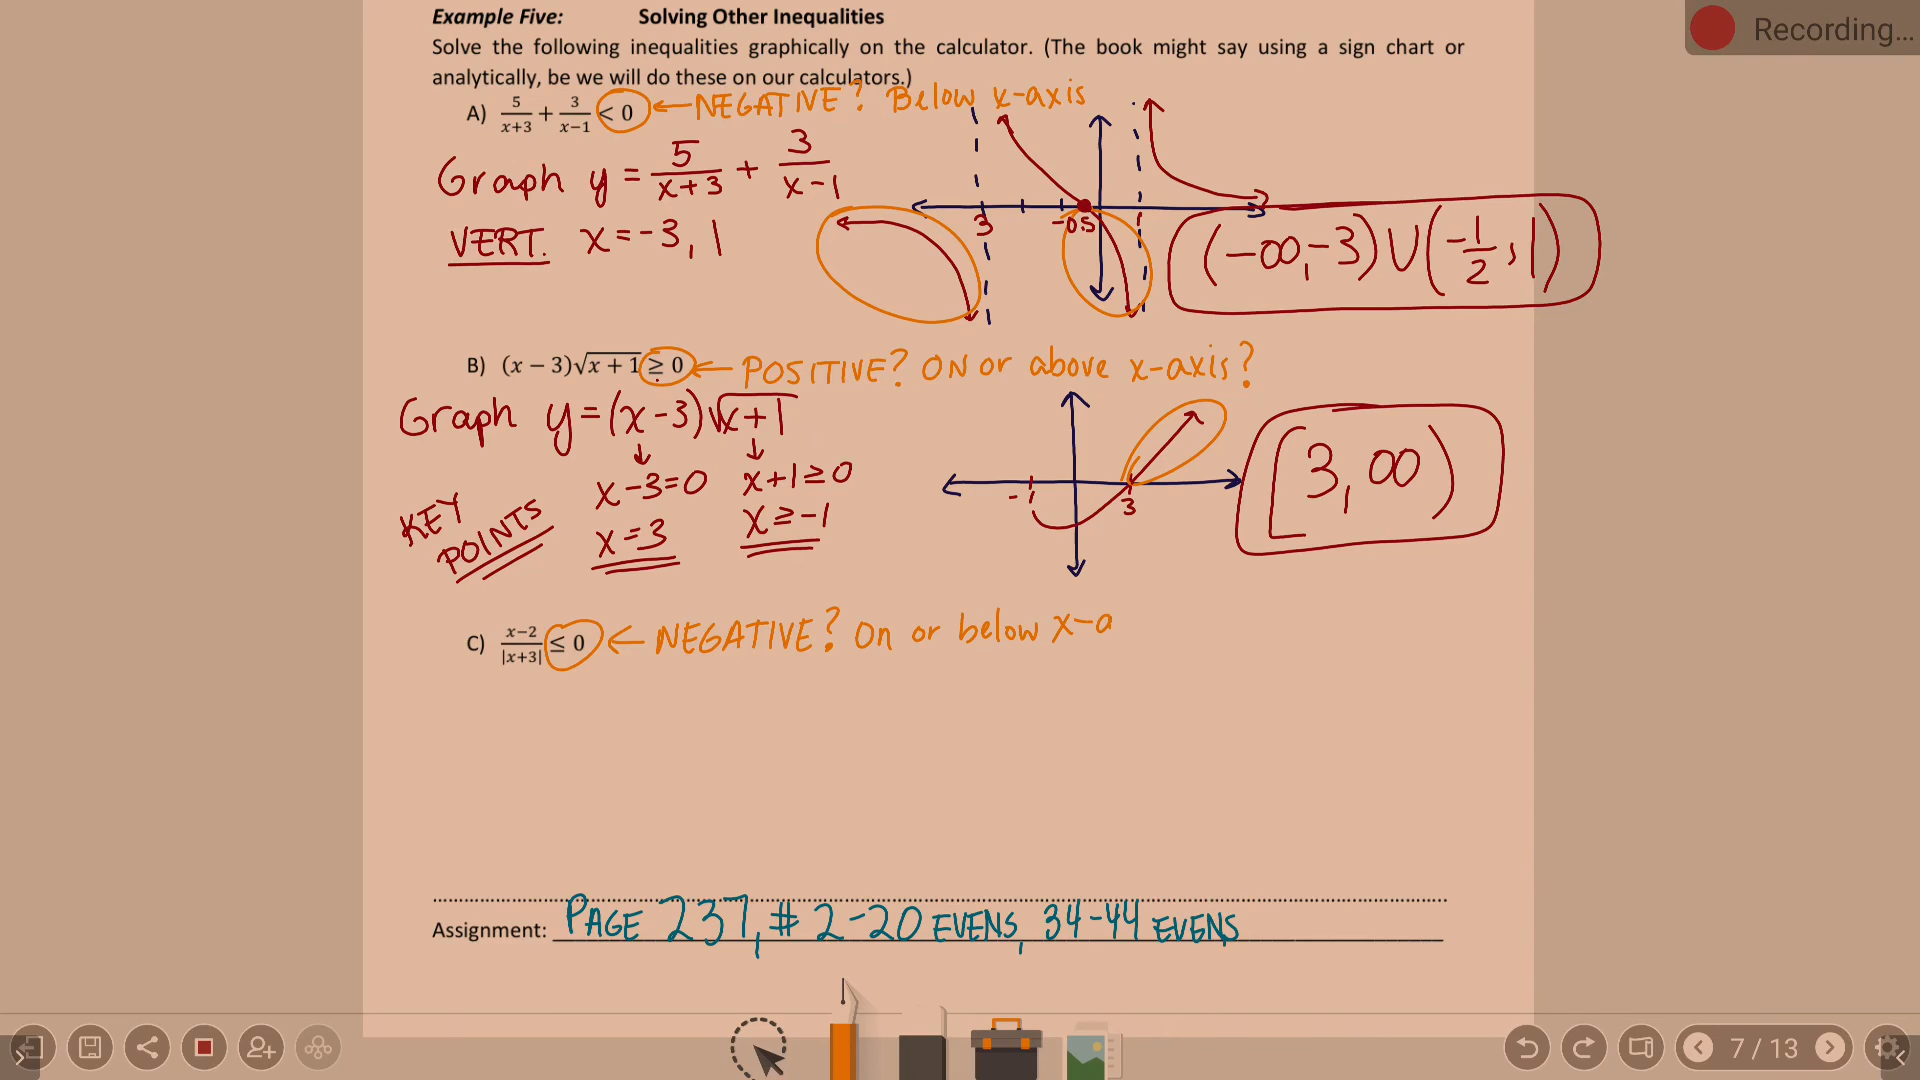 Example Five: Solving Other Inequalities
Solve the following inequalities graphically on the calculator. (The book might say using a sign chart or
analytically, be we will do these on our calculators.)
A) 5/(x+3) + 3/(x−1) < 0 ← NEGATIVE? Below x-axis
Graph y = 5/(x+3) + 3/(x-1)
VERT. x = -3, 1
3 -0.5
(-∞, -3) ∪ (-1/2, 1)
B) (x − 3)√(x + 1) ≥ 0 ← POSITIVE? ON or above x-axis?
Graph y = (x-3)√(x+1)
KEY POINTS
x-3=0 x+1≥0
x=3 x≥-1
-1 3
[3, ∞)
C) (x−2)/|x+3| ≤ 0 ← NEGATIVE? On or below x-a
Assignment: PAGE 237, # 2-20 EVENS, 34-44 EVENS
Recording...
7 / 13